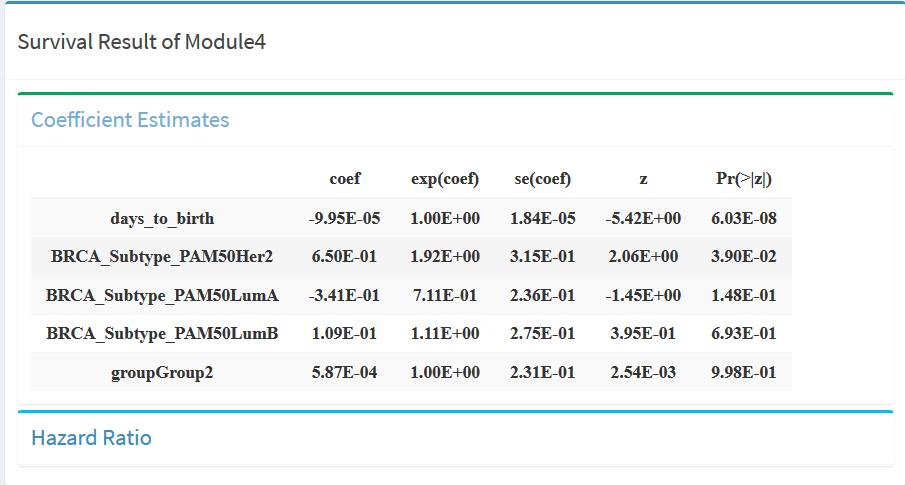 Survival Result of Module4
Coefficient Estimates
coef exp(coef) se(coef) z Pr(>|z|)
days_to_birth -9.95E-05 1.00E+00 1.84E-05 -5.42E+00 6.03E-08
BRCA_Subtype_PAM50Her2 6.50E-01 1.92E+00 3.15E-01 2.06E+00 3.90E-02
BRCA_Subtype_PAM50LumA -3.41E-01 7.11E-01 2.36E-01 -1.45E+00 1.48E-01
BRCA_Subtype_PAM50LumB 1.09E-01 1.11E+00 2.75E-01 3.95E-01 6.93E-01
groupGroup2 5.87E-04 1.00E+00 2.31E-01 2.54E-03 9.98E-01
Hazard Ratio